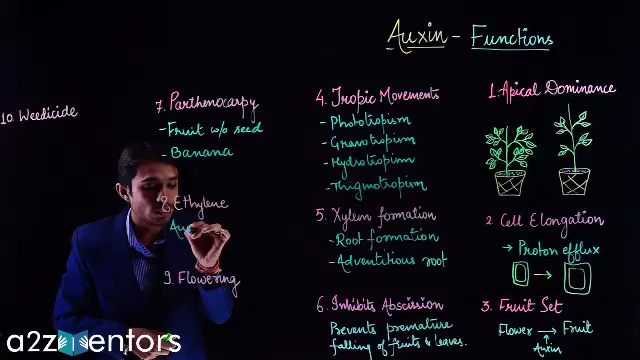 Auxin - Functions
1. Apical Dominance
2. Cell Elongation
→ Proton efflux
3. Fruit Set
Flower → Fruit
Auxin
4. Tropic Movements
- Phototropism
- Gravotropism
- Hydrotropism
- Thigmotropism
5. Xylem formation
- Root formation
- Adventitious root
6. Inhibits Abscission
Prevents premature
falling of fruits & leaves.
7. Parthenocarpy
- Fruit w/o seed
- Banana
8. Ethylene
Au
9. Flowering
10. Weedicide
a2zmentors